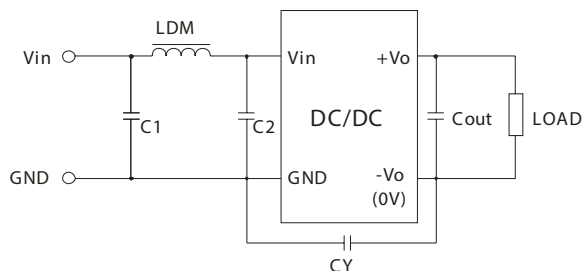 LDM
Vin
Vin
+Vo
C1
C2
DC/DC
Cout
LOAD
GND
GND
-Vo
(0V)
CY